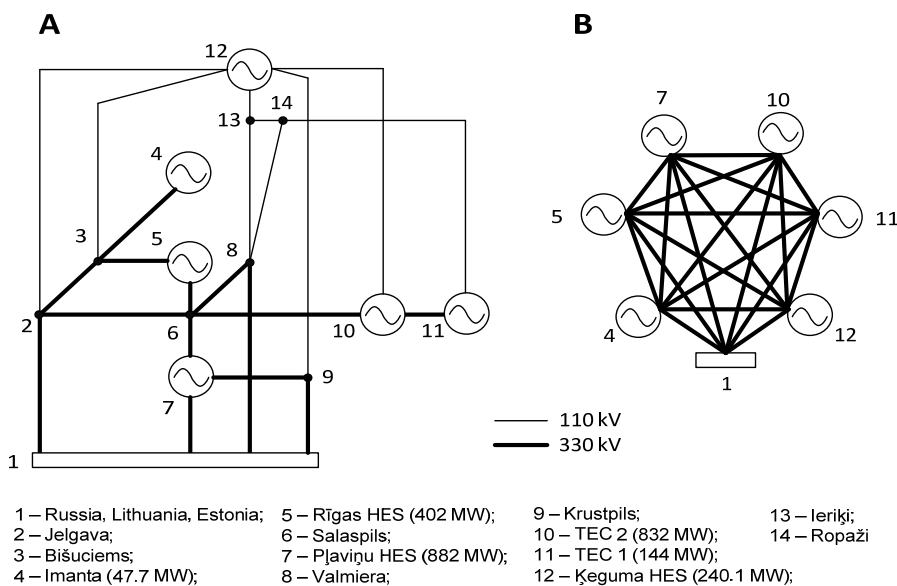 A
B
12
13
14
4
3
5
8
2
6
10
11
7
9
1
7
10
5
11
4
12
1
110 kV
330 kV
1 – Russia, Lithuania, Estonia;
2 – Jelgava;
3 – Bišuciems;
4 – Imanta (47.7 MW);
5 – Rīgas HES (402 MW);
6 – Salaspils;
7 – Pļaviņu HES (882 MW);
8 – Valmiera;
9 – Krustpils;
10 – TEC 2 (832 MW);
11 – TEC 1 (144 MW);
12 – Ķeguma HES (240.1 MW);
13 – Ieriķi;
14 – Ropaži